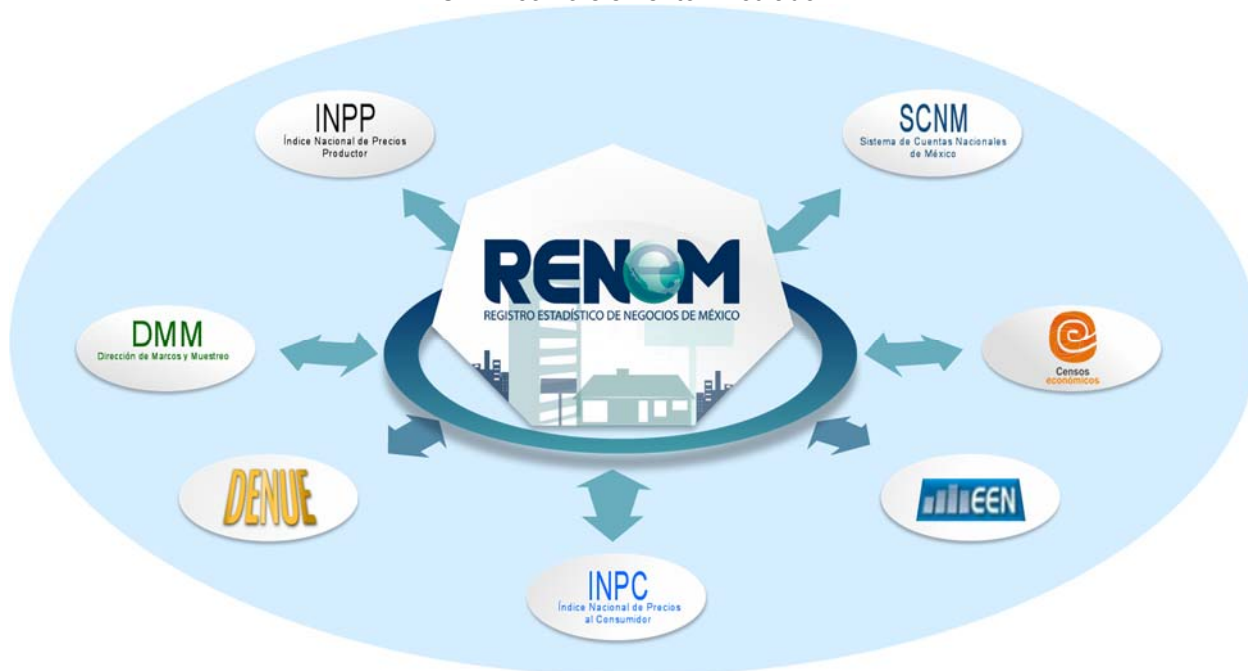 INPP
Índice Nacional de Precios
Productor
SCNM
Sistema de Cuentas Nacionales
de México
RENOM
REGISTRO ESTADÍSTICO DE NEGOCIOS DE MÉXICO
DMM
Dirección de Marcos y Muestreo
Censos
económicos
DENUE
EEN
INPC
Índice Nacional de Precios
al Consumidor